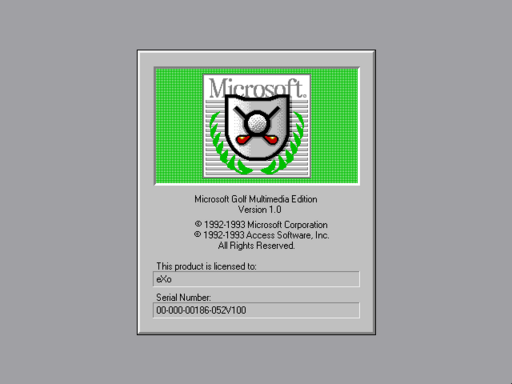 Microsoft®
Microsoft Golf Multimedia Edition
Version 1.0
© 1992-1993 Microsoft Corporation
© 1992-1993 Access Software, Inc.
All Rights Reserved.
This product is licensed to:
eXo
Serial Number:
00-000-00186-052V100